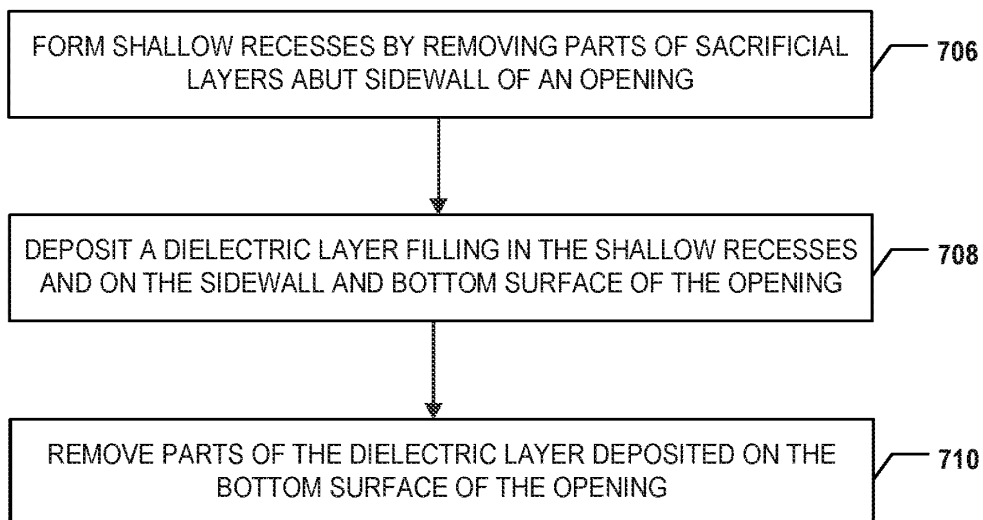 FORM SHALLOW RECESSES BY REMOVING PARTS OF SACRIFICIAL
LAYERS ABUT SIDEWALL OF AN OPENING
706
DEPOSIT A DIELECTRIC LAYER FILLING IN THE SHALLOW RECESSES
AND ON THE SIDEWALL AND BOTTOM SURFACE OF THE OPENING
708
REMOVE PARTS OF THE DIELECTRIC LAYER DEPOSITED ON THE
BOTTOM SURFACE OF THE OPENING
710